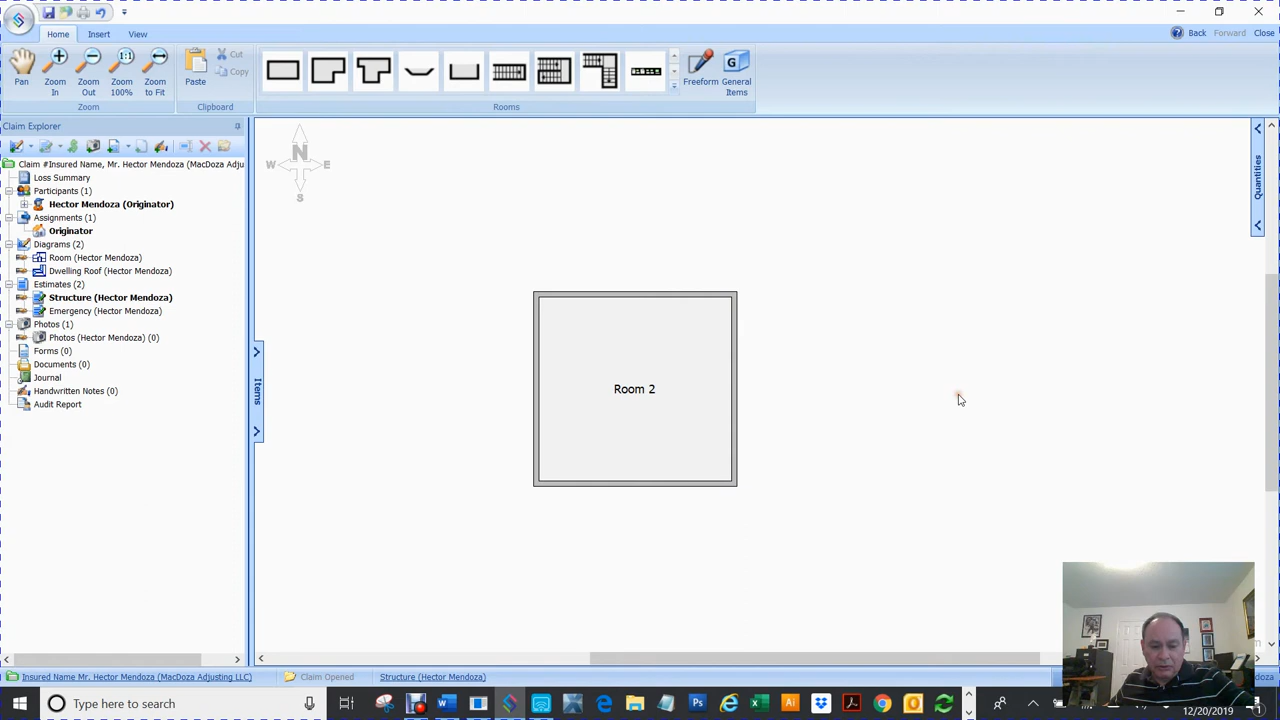 Home Insert View
Back Forward Close
Pan
Zoom In
Zoom Out
Zoom 100%
Zoom to Fit
Zoom
Paste
Cut
Copy
Clipboard
Rooms
Freeform
General Items
Claim Explorer
Claim #Insured Name, Mr. Hector Mendoza (MacDoza Adju
Loss Summary
Participants (1)
Hector Mendoza (Originator)
Assignments (1)
Originator
Diagrams (2)
Room (Hector Mendoza)
Dwelling Roof (Hector Mendoza)
Estimates (2)
Structure (Hector Mendoza)
Emergency (Hector Mendoza)
Photos (1)
Photos (Hector Mendoza) (0)
Forms (0)
Documents (0)
Journal
Handwritten Notes (0)
Audit Report
N
W E
S
Items
Quantities
Room 2
Insured Name Mr. Hector Mendoza (MacDoza Adjusting LLC)
Claim Opened
Structure (Hector Mendoza)
Type here to search
12/20/2019